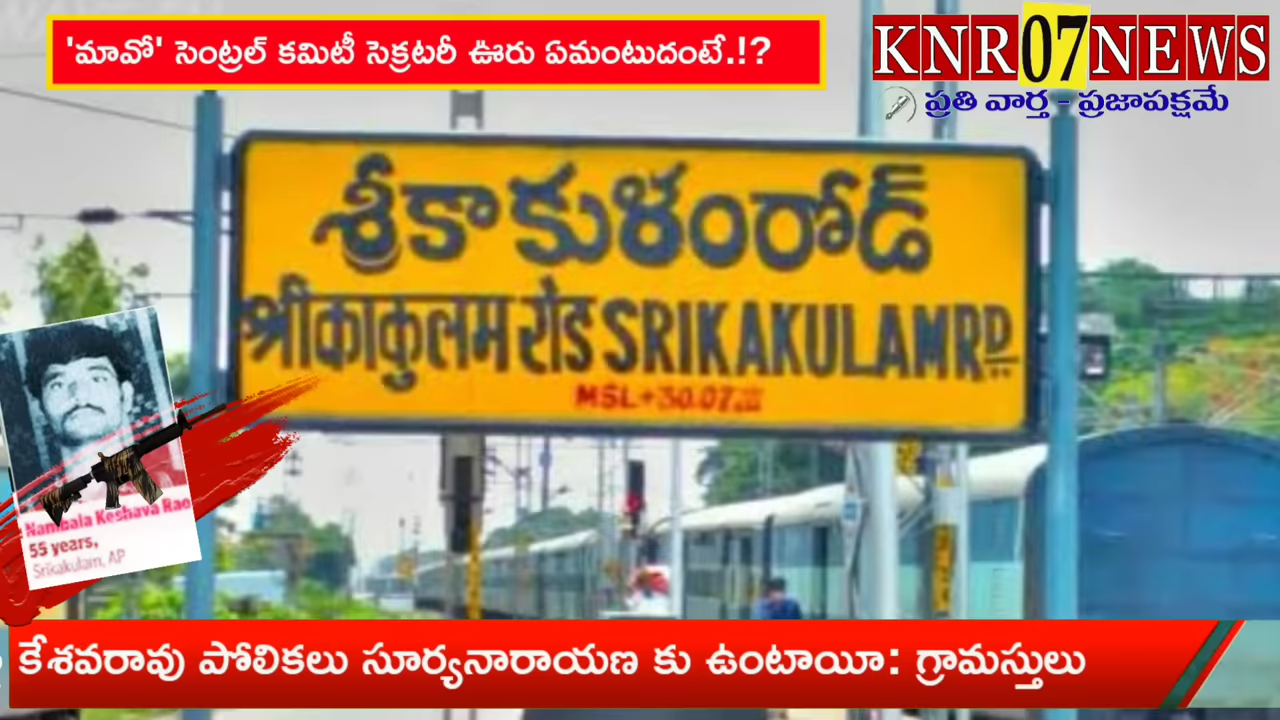 'మావో' సెంట్రల్ కమిటీ సెక్రటరీ ఊరు ఏమంటుదంటే.!?
KNR07NEWS
ప్రతి వార్త - ప్రజాపక్షమే
శ్రీకాకుళంరోడ్
श्रीकाकुलम रोड SRIKAKULAM RD
MSL+30.07
Nambala Keshava Rao
55 years,
Srikakulam, AP
కేశవరావు పోలికలు సూర్యనారాయణ కు ఉంటాయీ: గ్రామస్తులు